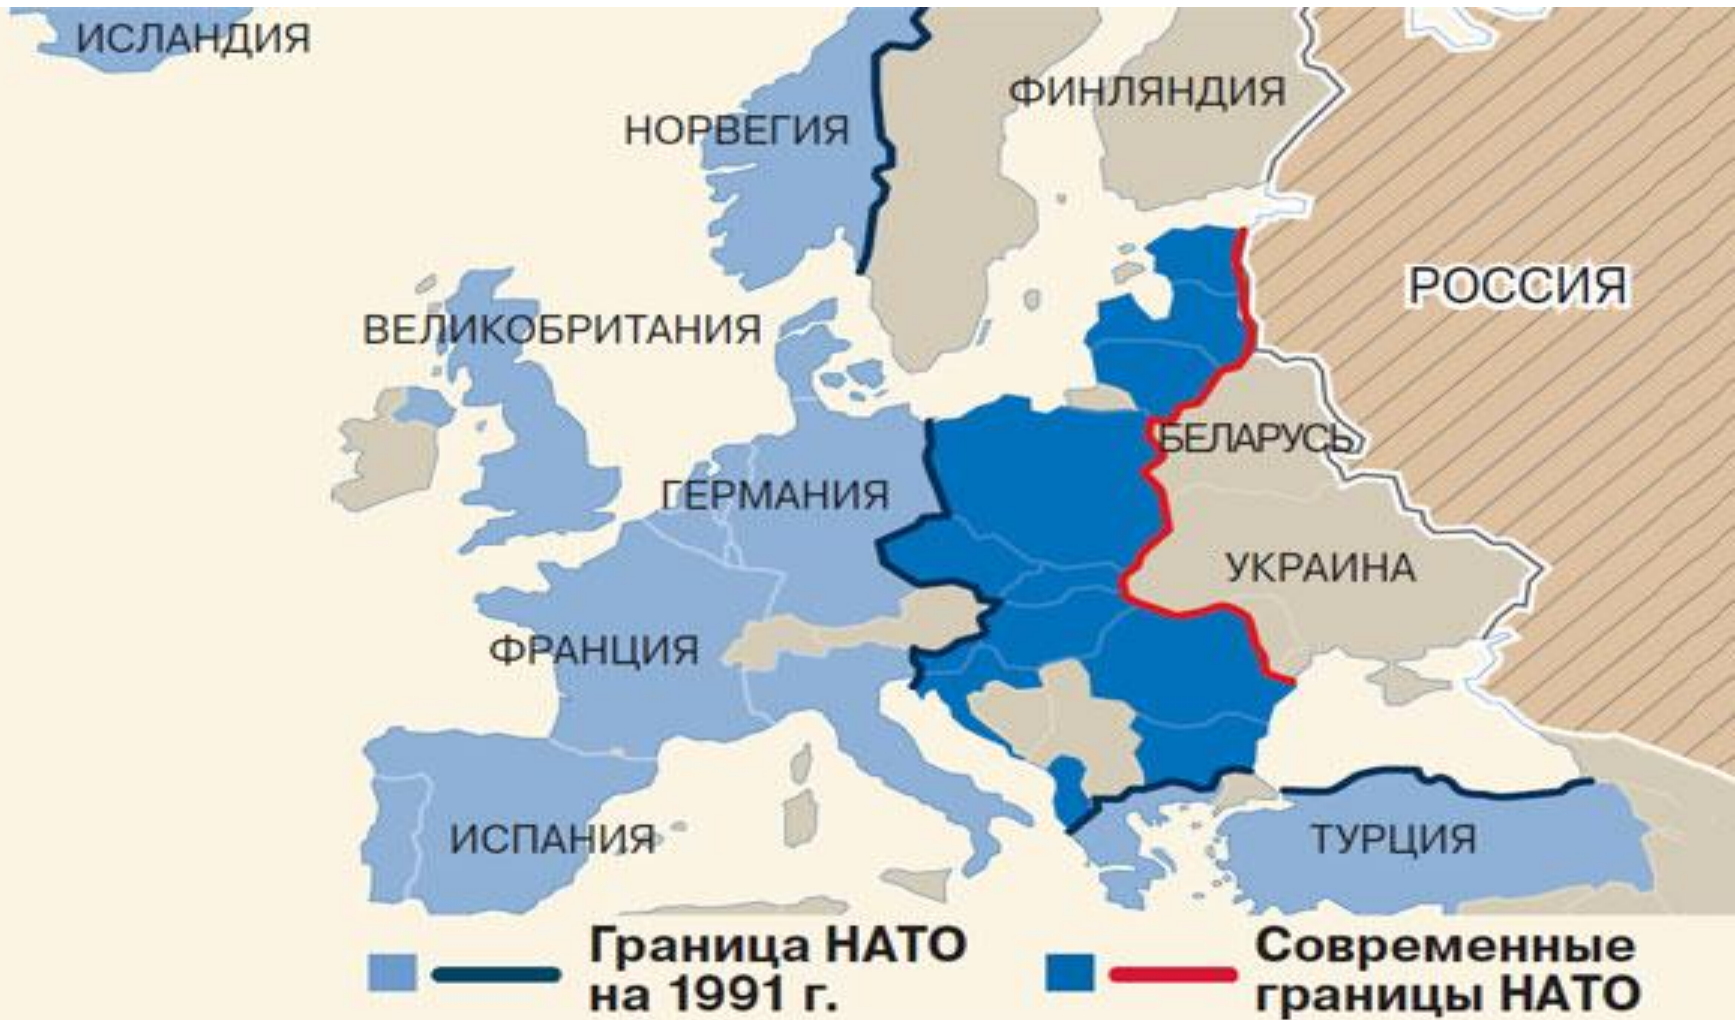 ИСЛАНДИЯ
ФИНЛЯНДИЯ
НОРВЕГИЯ
РОССИЯ
ВЕЛИКОБРИТАНИЯ
БЕЛАРУСЬ
ГЕРМАНИЯ
УКРАИНА
ФРАНЦИЯ
ИСПАНИЯ
ТУРЦИЯ
Граница НАТО
на 1991 г.
Современные
границы НАТО